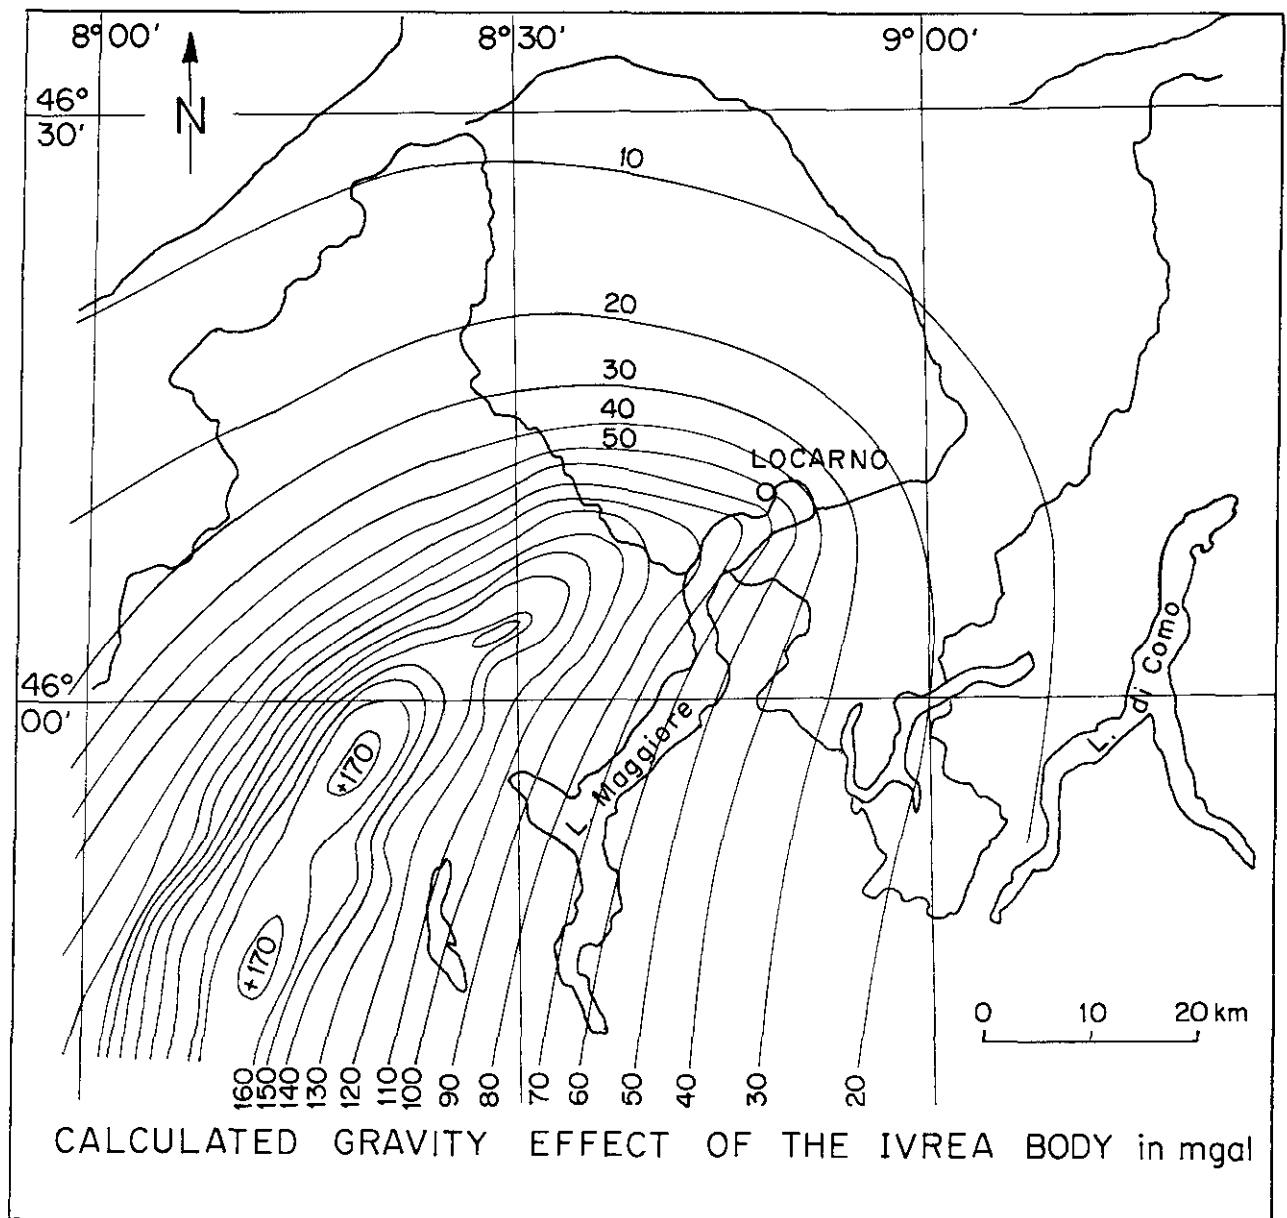 8°00' 8°30' 9°00'
46°
30'
N
10
20
30
40
50
LOCARNO
46°
00'
+170
+170
L. Maggiore
L. di Como
0 10 20 km
160 150 140 130 120 110 100 90 80 70 60 50 40 30 20
CALCULATED GRAVITY EFFECT OF THE IVREA BODY in mgal